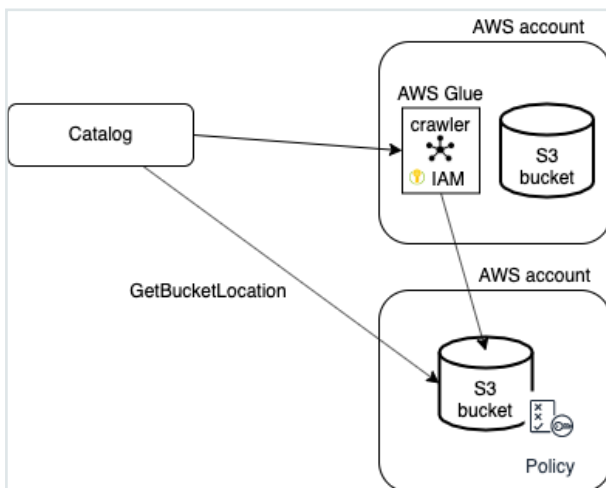 AWS account
AWS Glue
crawler
IAM
S3
bucket
Catalog
GetBucketLocation
AWS account
S3
bucket
Policy